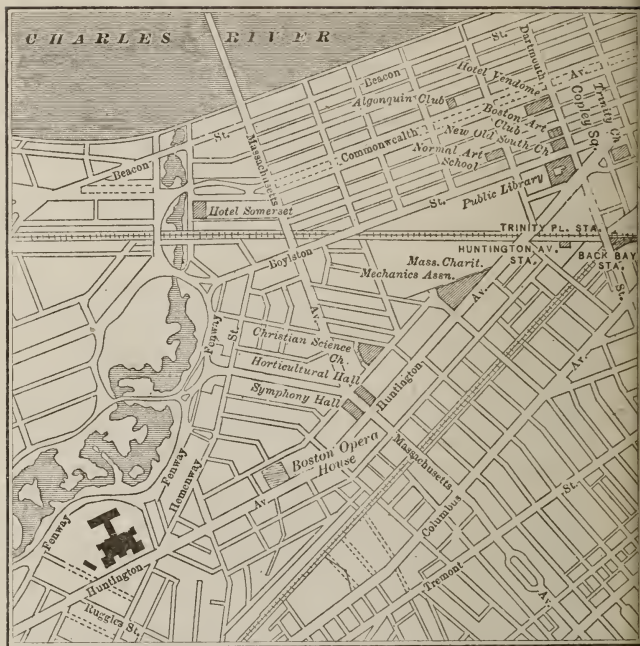 CHARLES RIVER
Beacon St.
Dartmouth
Hotel Vendome
Av.
Algonquin Club
Boston Art
Club
Trinity Ch.
Copley Sq.
New Old South Ch
Commonwealth
Normal Art
School
Massachusetts
Beacon St.
Public Library
St.
Hotel Somerset
TRINITY PL. STA.
HUNTINGTON AV.
STA.
BACK BAY
STA.
St.
Boylston
Mass. Charit.
Mechanics Assn.
Av.
Fenway
St.
Av.
Christian Science
Ch.
Horticultural Hall
Huntington
Av.
Symphony Hall
Massachusetts
Boston Opera
House
Fenway
Hemenway
Av.
Columbus
St.
Fenway
Huntington
Tremont
Av.
Ruggles St.